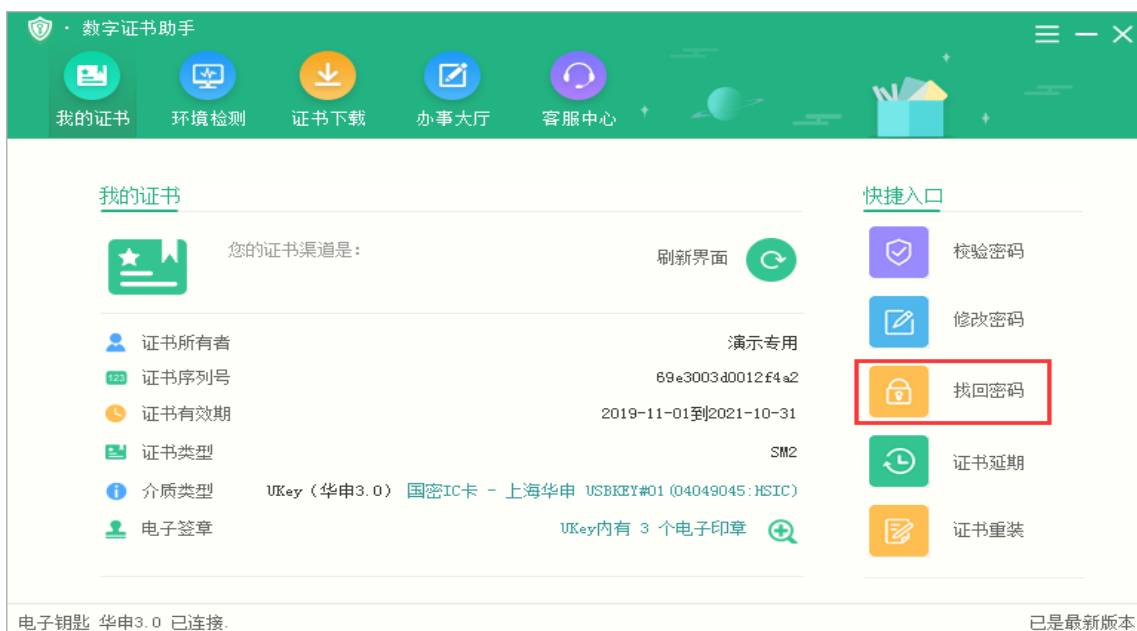 · 数字证书助手
我的证书 环境检测 证书下载 办事大厅 客服中心
我的证书
快捷入口
您的证书渠道是：
刷新界面
校验密码
修改密码
证书所有者 演示专用
123 证书序列号 69e3003d0012f4a2
找回密码
证书有效期 2019-11-01到2021-10-31
证书类型 SM2
证书延期
介质类型 UKey（华申3.0） 国密IC卡 - 上海华申 USBKEY#01(04049045:HSIC)
电子签章 UKey内有 3 个电子印章
证书重装
电子钥匙 华申3.0 已连接.
已是最新版本